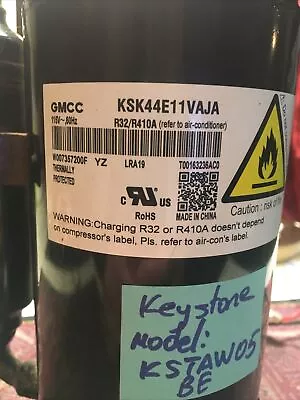 GMCC
KSK44E11VAJA
115V~,60Hz
R32/R410A (refer to air-conditioner)
W007357200F YZ LRA19 T00163236AC0
THERMALLY
PROTECTED
c UL US
RoHS
MADE IN CHINA
Caution : risk of
WARNING:Charging R32 or R410A doesn't depend
on compressor's label, Pls. refer to air-con's label.
Keystone
model:
KSTAW05
BE